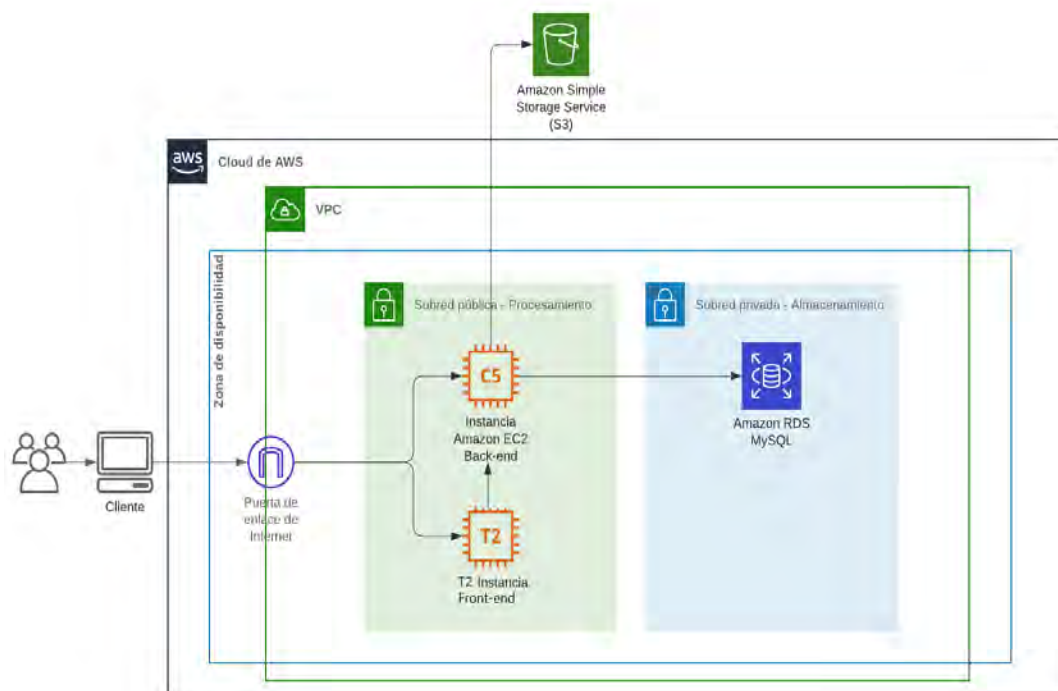 Amazon Simple
Storage Service
(S3)
aws
Cloud de AWS
VPC
Zona de disponibilidad
Subred pública - Procesamiento
Subred privada - Almacenamiento
C5
Instancia
Amazon EC2
Back-end
Amazon RDS
MySQL
Cliente
Puerta de
enlace de
Internet
T2
T2 Instancia
Front-end